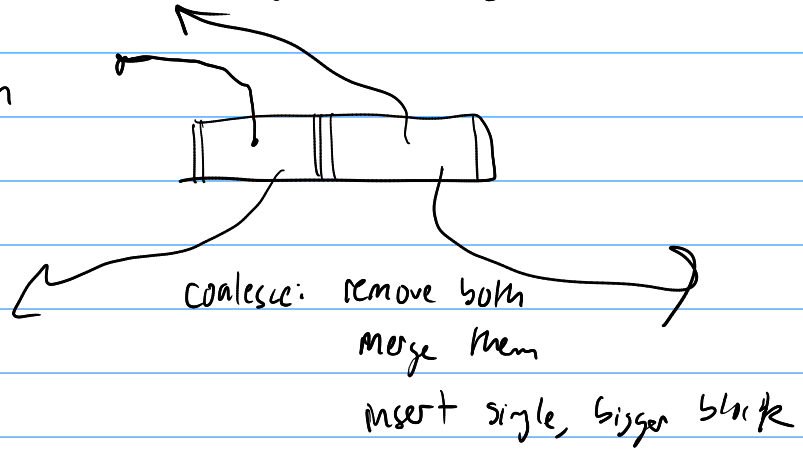 n
coalesce: remove both
merge them
insert single, bigger block